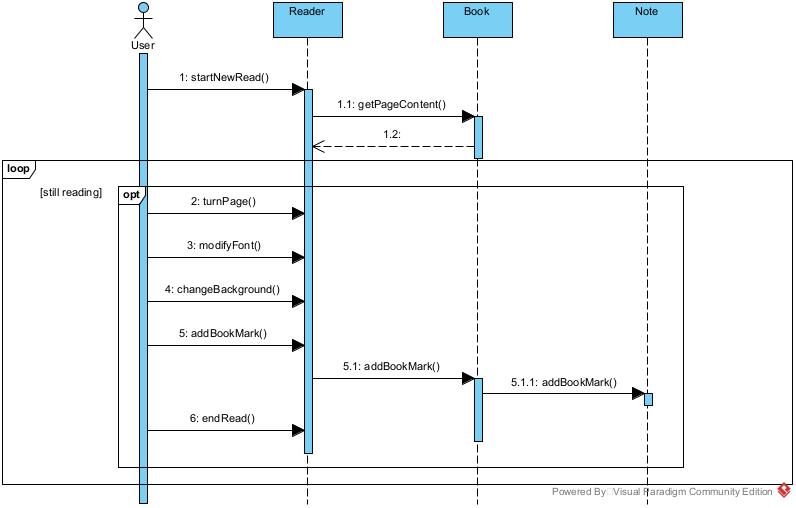 Reader
Book
Note
User
1: startNewRead()
1.1: getPageContent()
1.2:
loop
[still reading]
opt
2: turnPage()
3: modifyFont()
4: changeBackground()
5: addBookMark()
5.1: addBookMark()
5.1.1: addBookMark()
6: endRead()
Powered By Visual Paradigm Community Edition